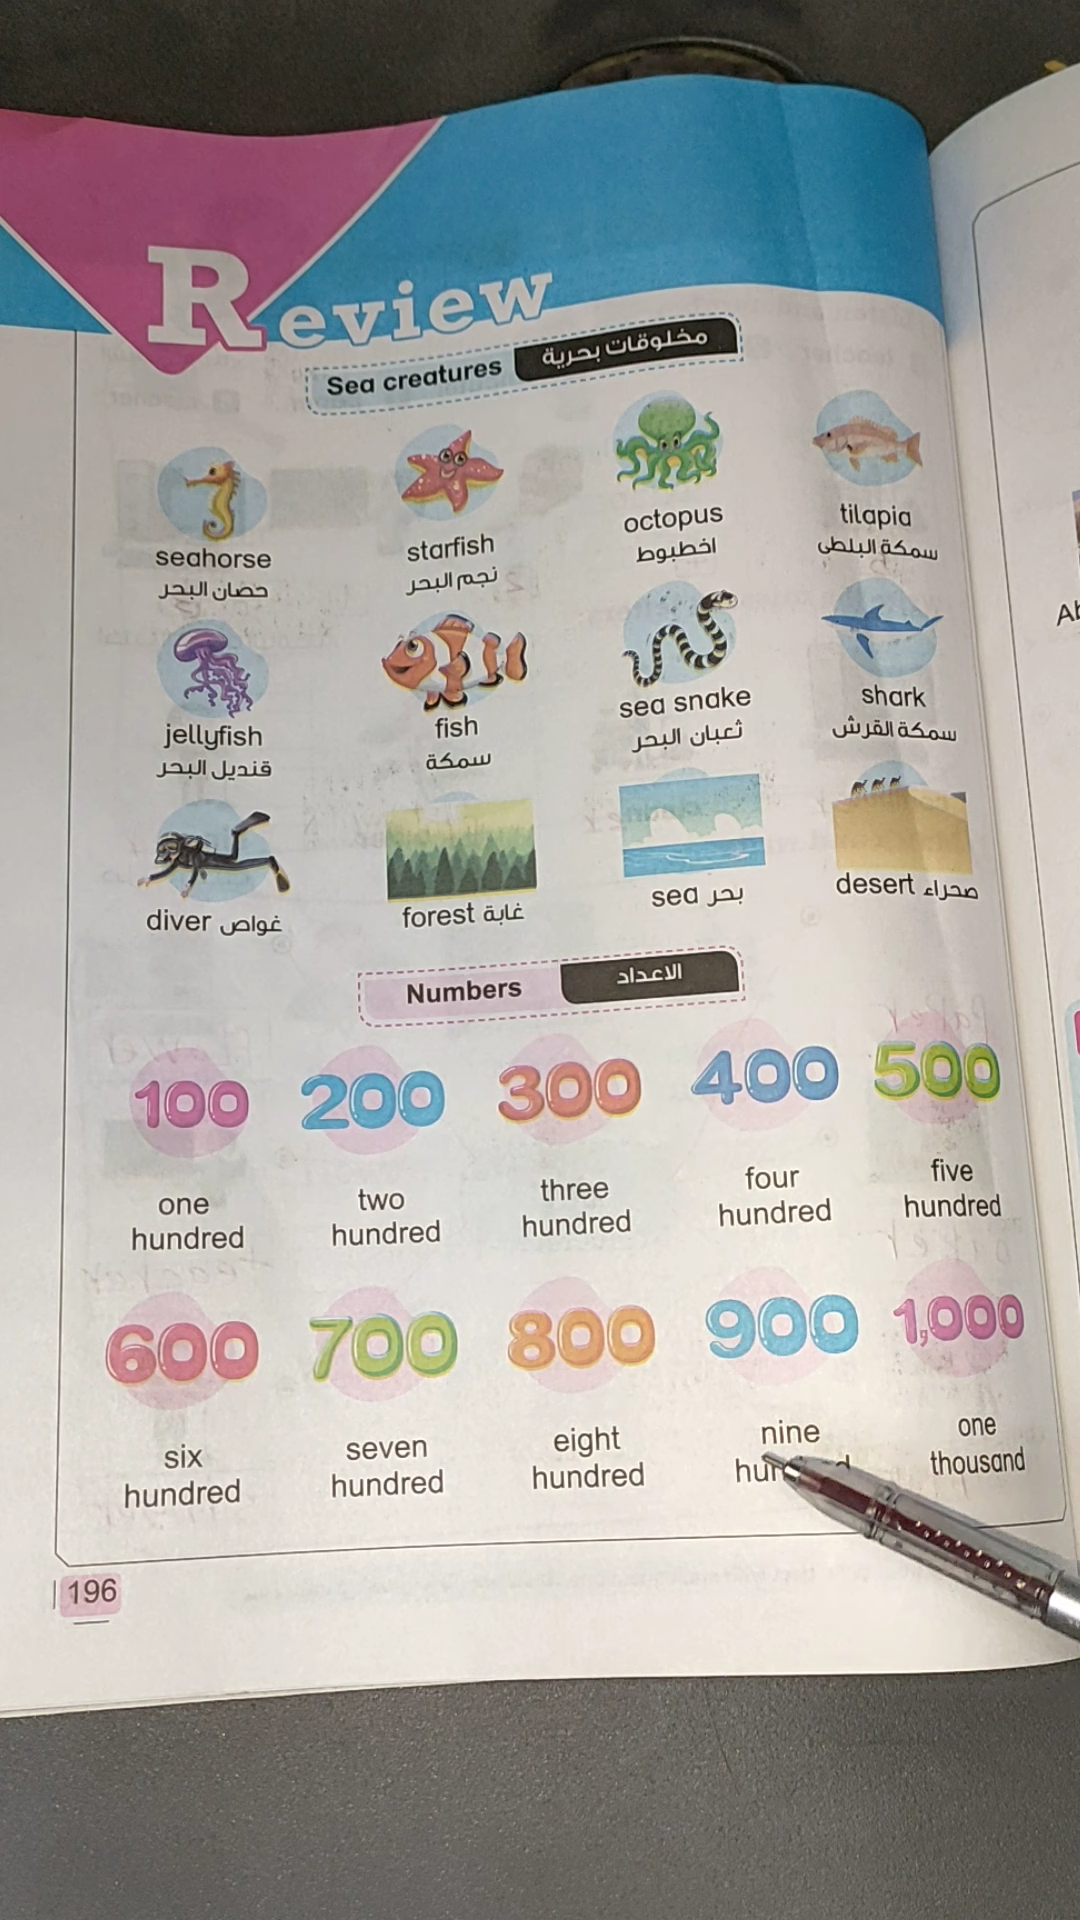 Review
Sea creatures مخلوقات بحرية
seahorse
حصان البحر
starfish
نجم البحر
octopus
اخطبوط
tilapia
سمكة البلطى
jellyfish
قنديل البحر
fish
سمكة
sea snake
ثعبان البحر
shark
سمكة القرش
diver غواص
forest غابة
sea بحر
desert صحراء
Numbers الاعداد
100
200
300
400
500
one
hundred
two
hundred
three
hundred
four
hundred
five
hundred
600
700
800
900
1,000
six
hundred
seven
hundred
eight
hundred
nine
one
thousand
196